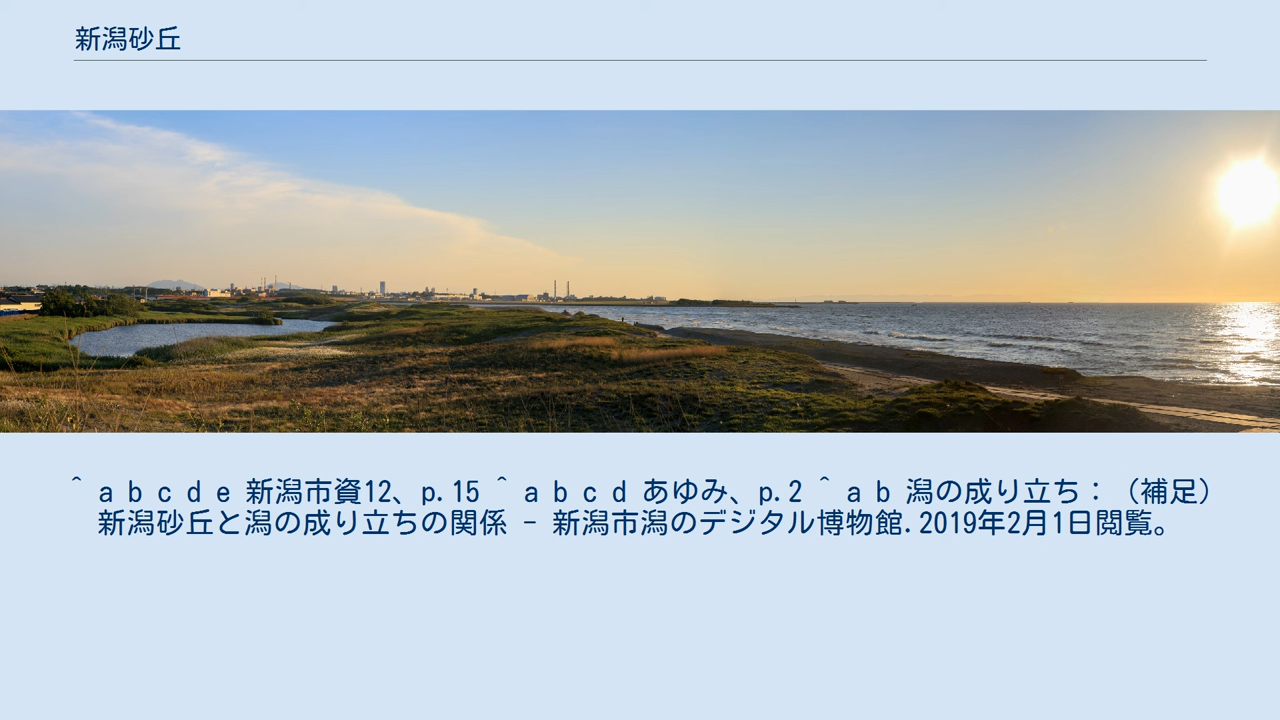 新潟砂丘
^ a b c d e 新潟市資12、p.15 ^ a b c d あゆみ、p.2 ^ a b 潟の成り立ち：（補足）
新潟砂丘と潟の成り立ちの関係 - 新潟市潟のデジタル博物館.2019年2月1日閲覧。